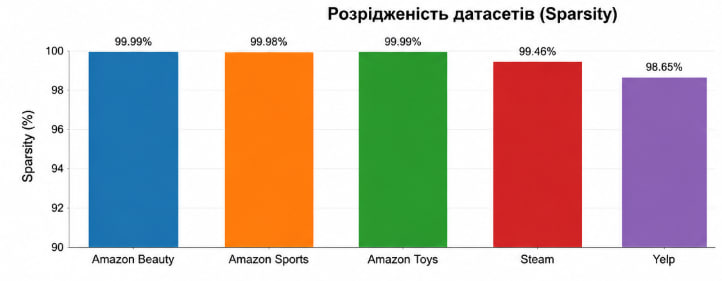 Розрідженість датасетів (Sparsity)
99.99%
99.98%
99.99%
99.46%
98.65%
100
98
96
94
92
90
Sparsity (%)
Amazon Beauty
Amazon Sports
Amazon Toys
Steam
Yelp